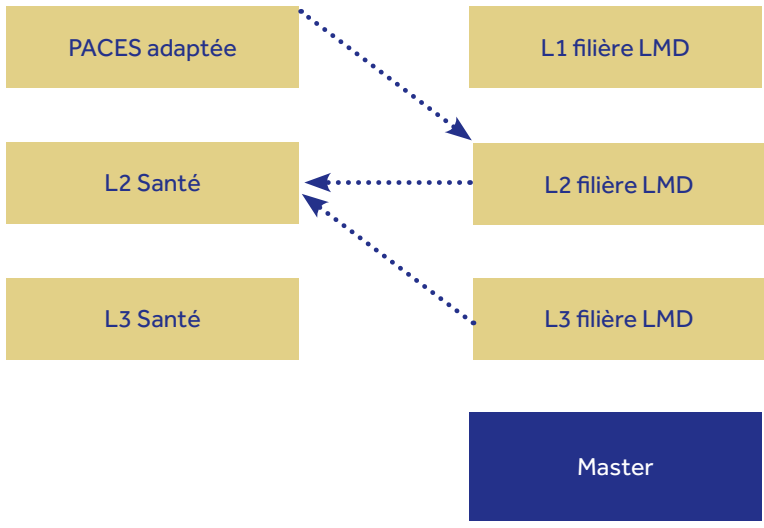 PACES adaptée
L1 filière LMD
L2 Santé
L2 filière LMD
L3 Santé
L3 filière LMD
Master